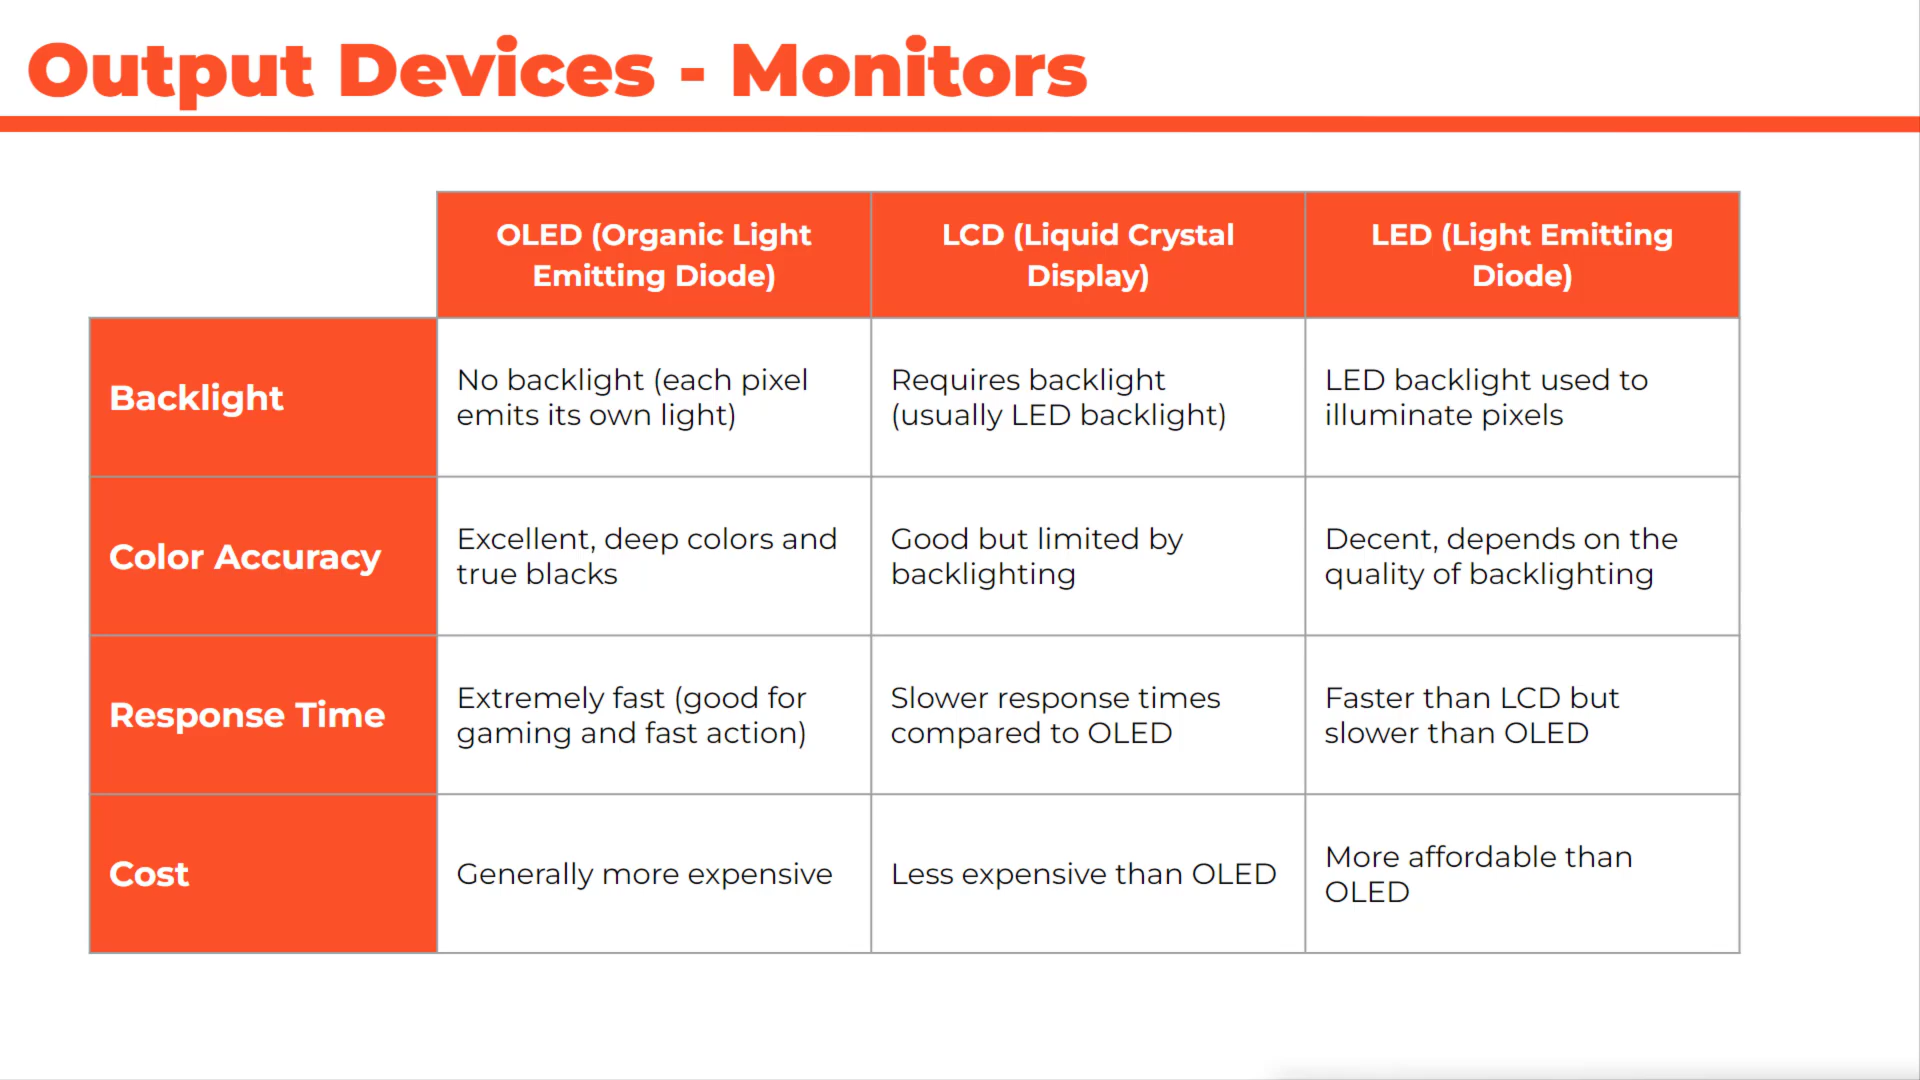 Output Devices - Monitors
OLED (Organic Light
Emitting Diode)
LCD (Liquid Crystal
Display)
LED (Light Emitting
Diode)
Backlight
No backlight (each pixel
emits its own light)
Requires backlight
(usually LED backlight)
LED backlight used to
illuminate pixels
Color Accuracy
Excellent, deep colors and
true blacks
Good but limited by
backlighting
Decent, depends on the
quality of backlighting
Response Time
Extremely fast (good for
gaming and fast action)
Slower response times
compared to OLED
Faster than LCD but
slower than OLED
Cost
Generally more expensive
Less expensive than OLED
More affordable than
OLED